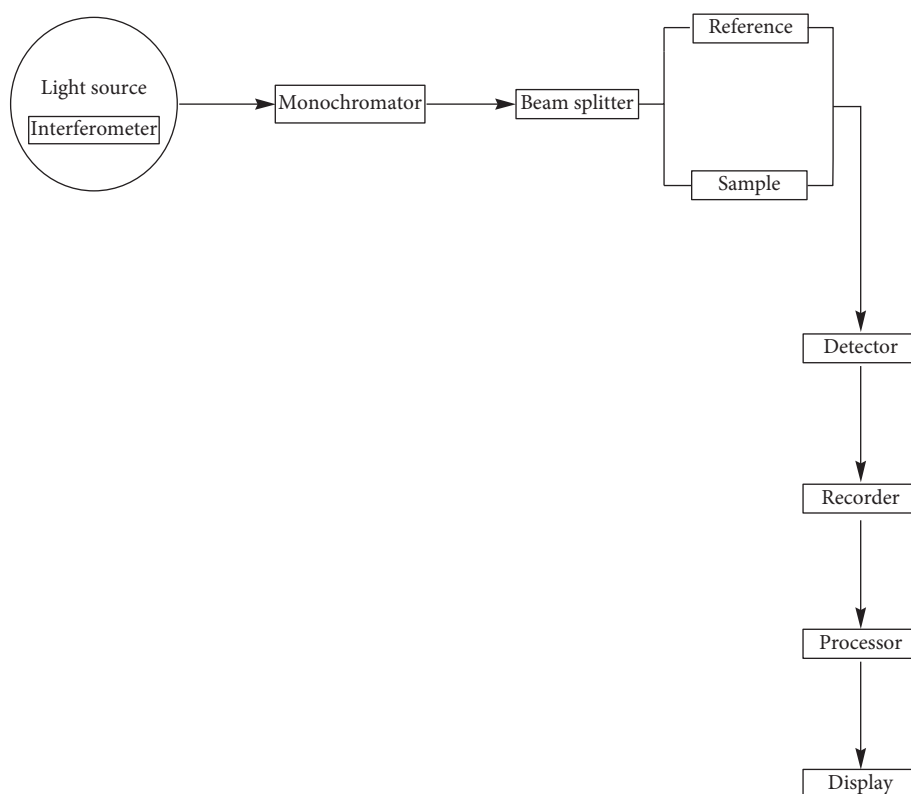 Light source
Interferometer
Monochromator
Beam splitter
Reference
Sample
Detector
Recorder
Processor
Display